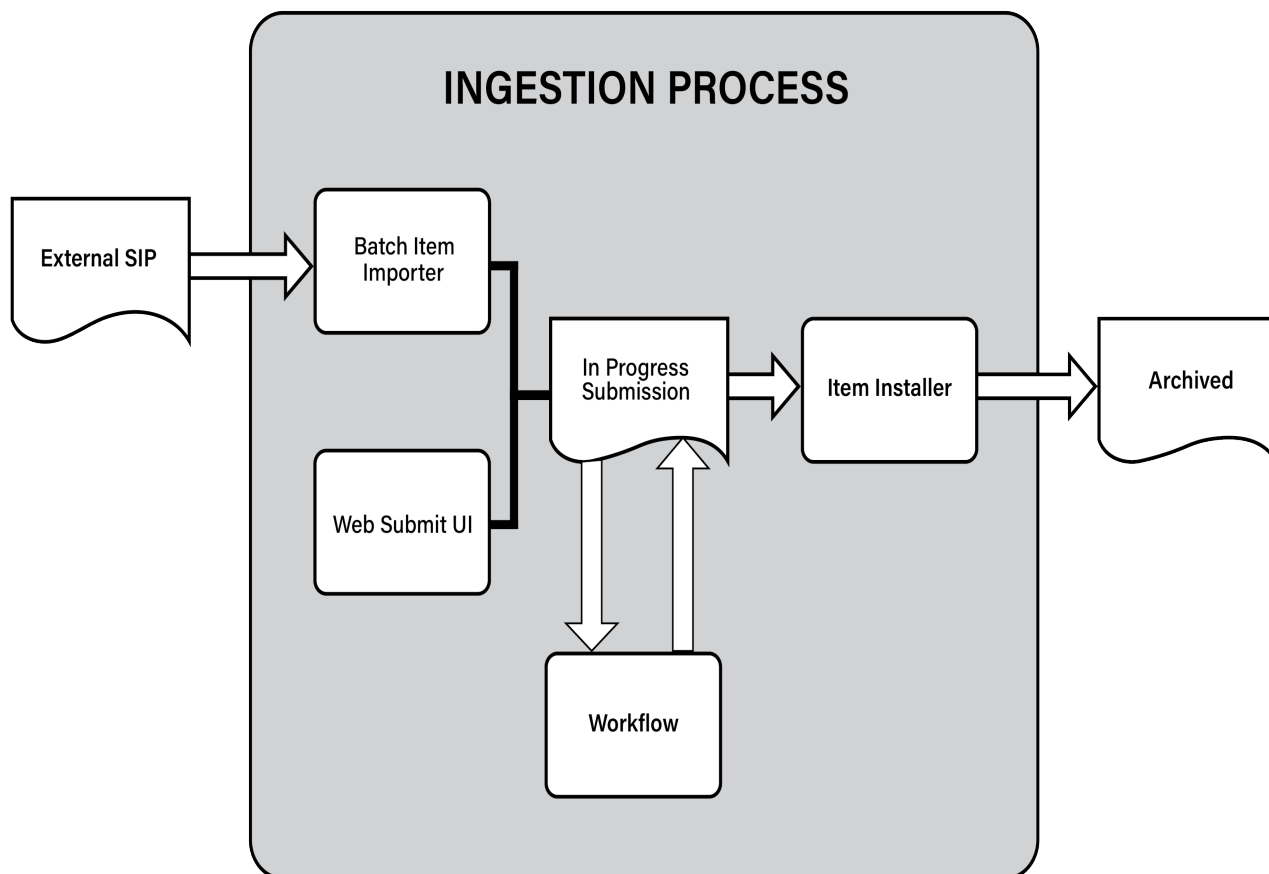 INGESTION PROCESS
External SIP
Batch Item
Importer
In Progress
Submission
Item Installer
Archived
Web Submit UI
Workflow